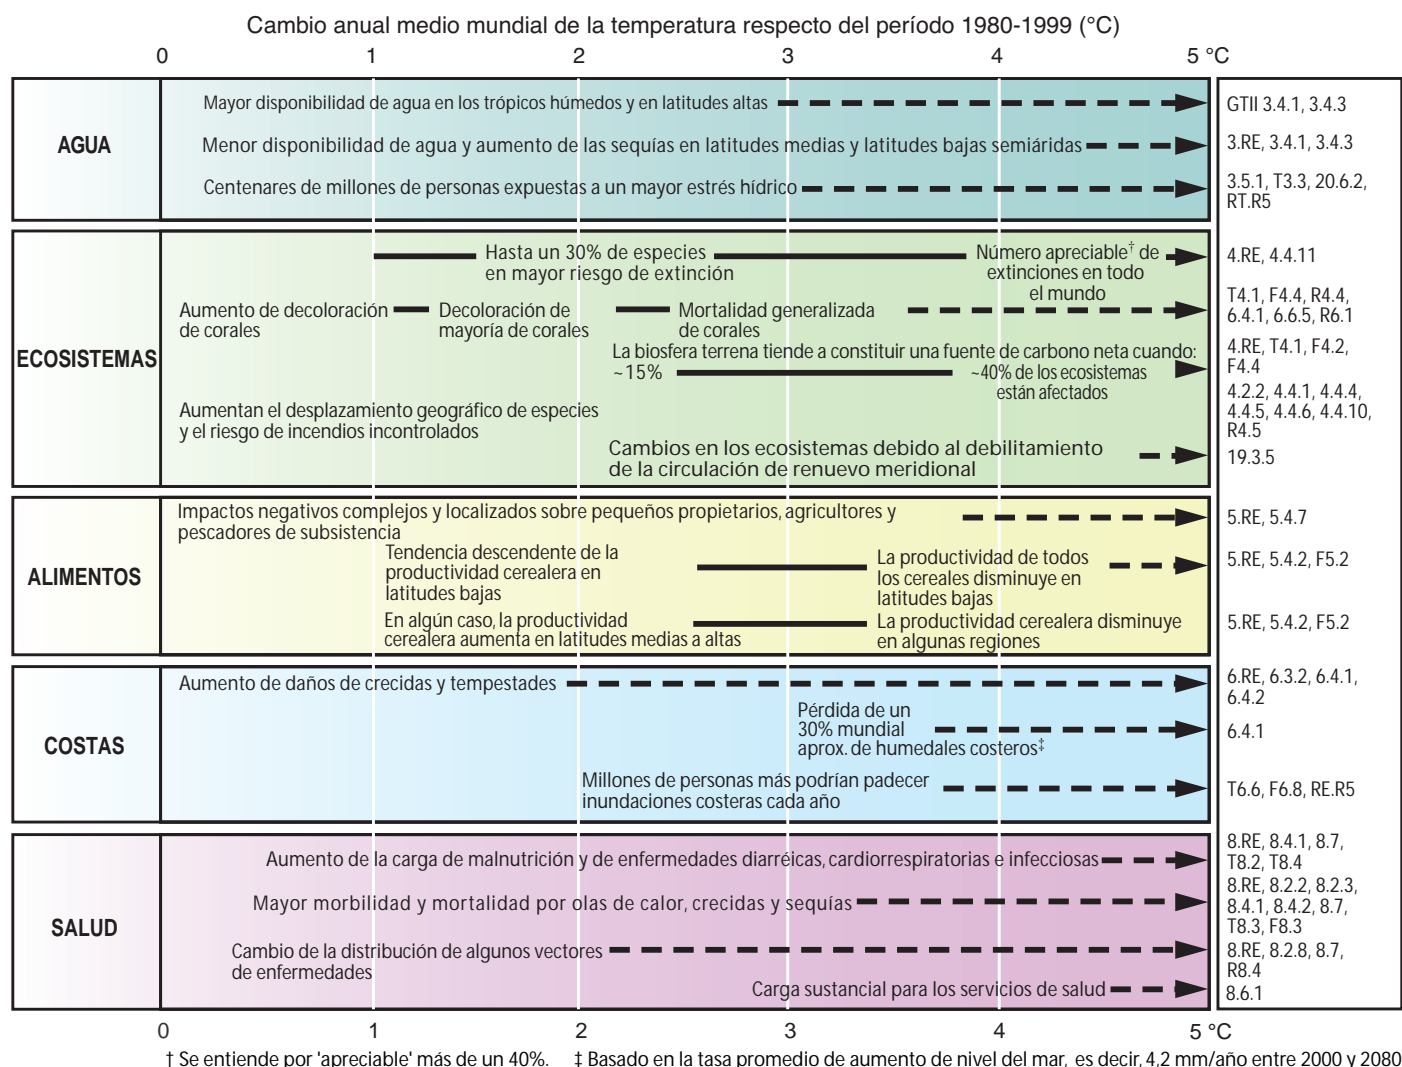 Cambio anual medio mundial de la temperatura respecto del período 1980-1999 (°C)
0 1 2 3 4 5 °C
AGUA
Mayor disponibilidad de agua en los trópicos húmedos y en latitudes altas
GTII 3.4.1, 3.4.3
Menor disponibilidad de agua y aumento de las sequías en latitudes medias y latitudes bajas semiáridas
3.RE, 3.4.1, 3.4.3
Centenares de millones de personas expuestas a un mayor estrés hídrico
3.5.1, T3.3, 20.6.2,
RT.R5
ECOSISTEMAS
Hasta un 30% de especies
en mayor riesgo de extinción
Número apreciable† de
extinciones en todo
el mundo
4.RE, 4.4.11
Aumento de decoloración
de corales
Decoloración de
mayoría de corales
Mortalidad generalizada
de corales
T4.1, F4.4, R4.4,
6.4.1, 6.6.5, R6.1
La biosfera terrena tiende a constituir una fuente de carbono neta cuando:
~15%
~40% de los ecosistemas
están afectados
4.RE, T4.1, F4.2,
F4.4
Aumentan el desplazamiento geográfico de especies
y el riesgo de incendios incontrolados
4.2.2, 4.4.1, 4.4.4,
4.4.5, 4.4.6, 4.4.10,
R4.5
Cambios en los ecosistemas debido al debilitamiento
de la circulación de renuevo meridional
19.3.5
ALIMENTOS
Impactos negativos complejos y localizados sobre pequeños propietarios, agricultores y
pescadores de subsistencia
5.RE, 5.4.7
Tendencia descendente de la
productividad cerealera en
latitudes bajas
La productividad de todos
los cereales disminuye en
latitudes bajas
5.RE, 5.4.2, F5.2
En algún caso, la productividad
cerealera aumenta en latitudes medias a altas
La productividad cerealera disminuye
en algunas regiones
5.RE, 5.4.2, F5.2
COSTAS
Aumento de daños de crecidas y tempestades
6.RE, 6.3.2, 6.4.1,
6.4.2
Pérdida de un
30% mundial
aprox. de humedales costeros‡
6.4.1
Millones de personas más podrían padecer
inundaciones costeras cada año
T6.6, F6.8, RE.R5
SALUD
Aumento de la carga de malnutrición y de enfermedades diarréicas, cardiorrespiratorias e infecciosas
8.RE, 8.4.1, 8.7,
T8.2, T8.4
Mayor morbilidad y mortalidad por olas de calor, crecidas y sequías
8.RE, 8.2.2, 8.2.3,
8.4.1, 8.4.2, 8.7,
T8.3, F8.3
Cambio de la distribución de algunos vectores
de enfermedades
8.RE, 8.2.8, 8.7,
R8.4
Carga sustancial para los servicios de salud
8.6.1
0 1 2 3 4 5 °C
† Se entiende por 'apreciable' más de un 40%. ‡ Basado en la tasa promedio de aumento de nivel del mar, es decir, 4,2 mm/año entre 2000 y 2080